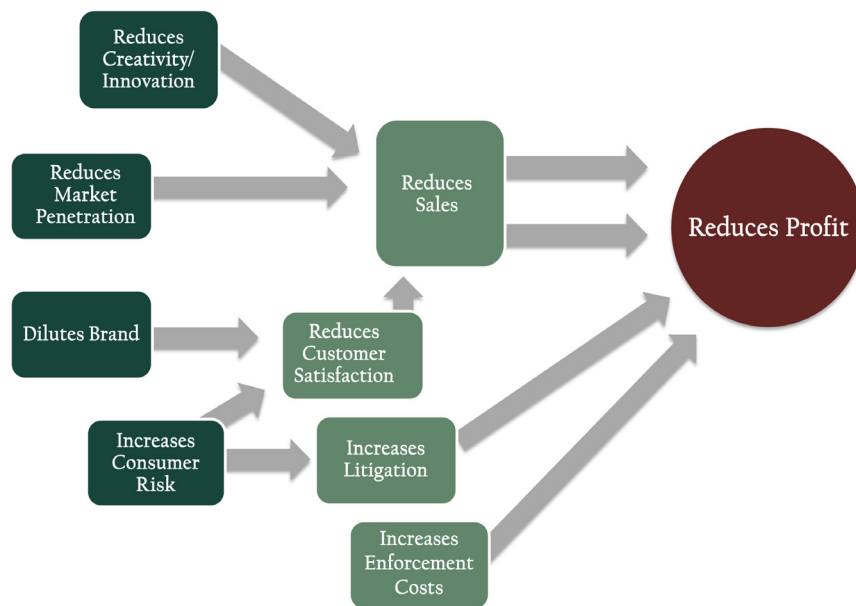 Reduces
Creativity/
Innovation
Reduces
Market
Penetration
Reduces
Sales
Reduces Profit
Dilutes Brand
Reduces
Customer
Satisfaction
Increases
Consumer
Risk
Increases
Litigation
Increases
Enforcement
Costs